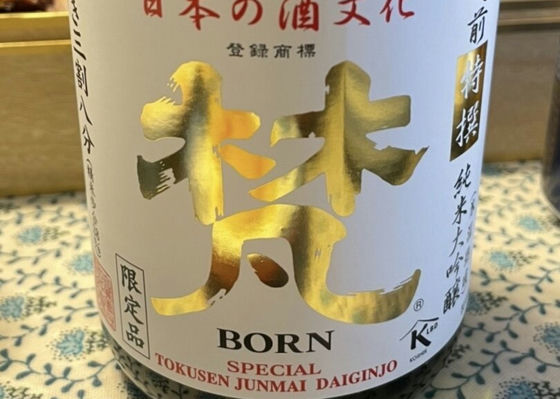 日本の酒文化
登録商標
前
特撰
純米大吟醸
梵
き三割八分
限定品
®
BORN
SPECIAL
TOKUSEN JUNMAI DAIGINJO